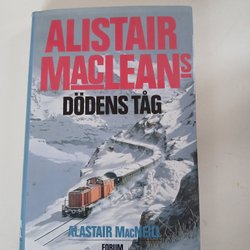 ALISTAIR
MACLEANs
DÖDENS TÅG
ALASTAIR MACNEILL
FORUM